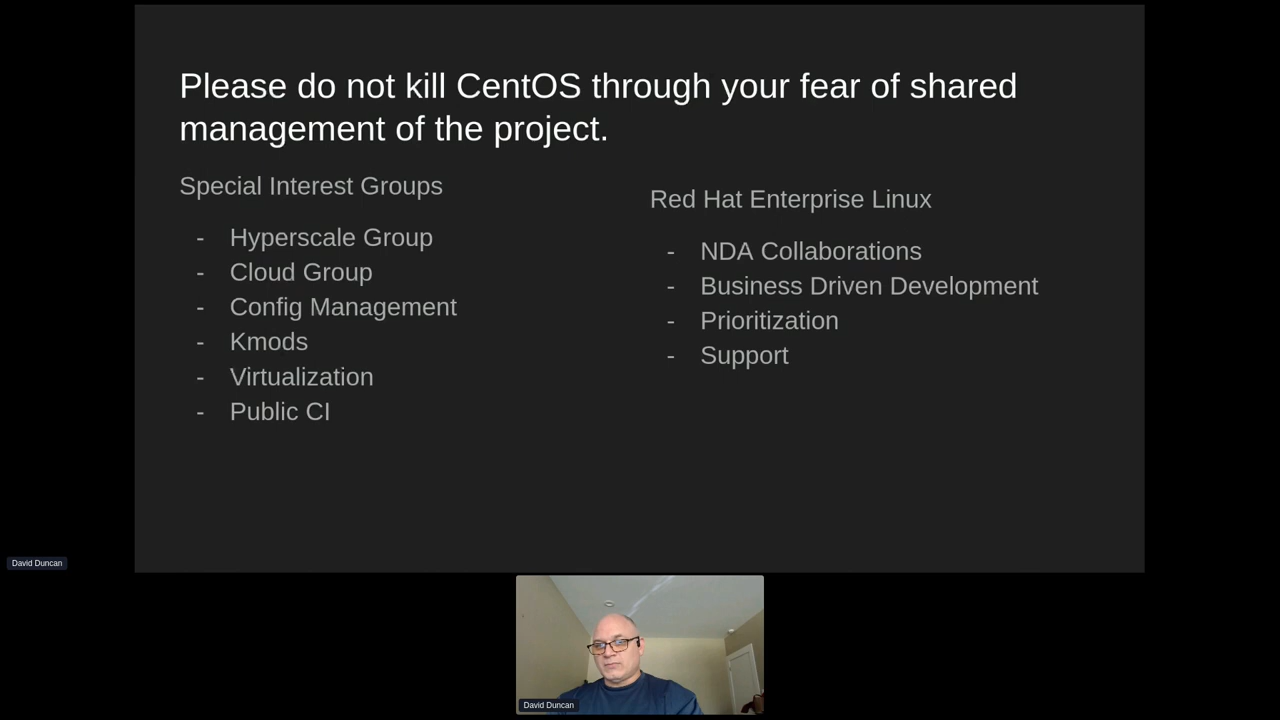 Please do not kill CentOS through your fear of shared
management of the project.
Special Interest Groups
- Hyperscale Group
- Cloud Group
- Config Management
- Kmods
- Virtualization
- Public CI
Red Hat Enterprise Linux
- NDA Collaborations
- Business Driven Development
- Prioritization
- Support
David Duncan
David Duncan